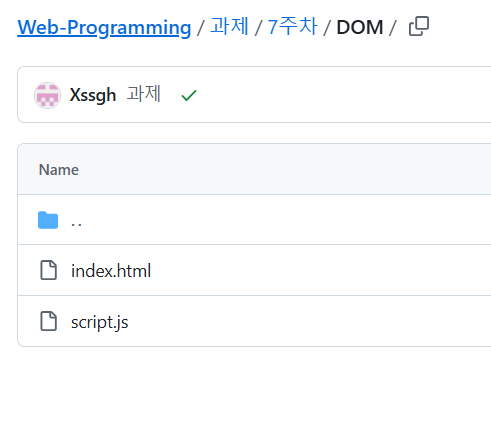 Web-Programming / 과제 / 7주차 / DOM /
Xssgh 과제
Name
..
index.html
script.js